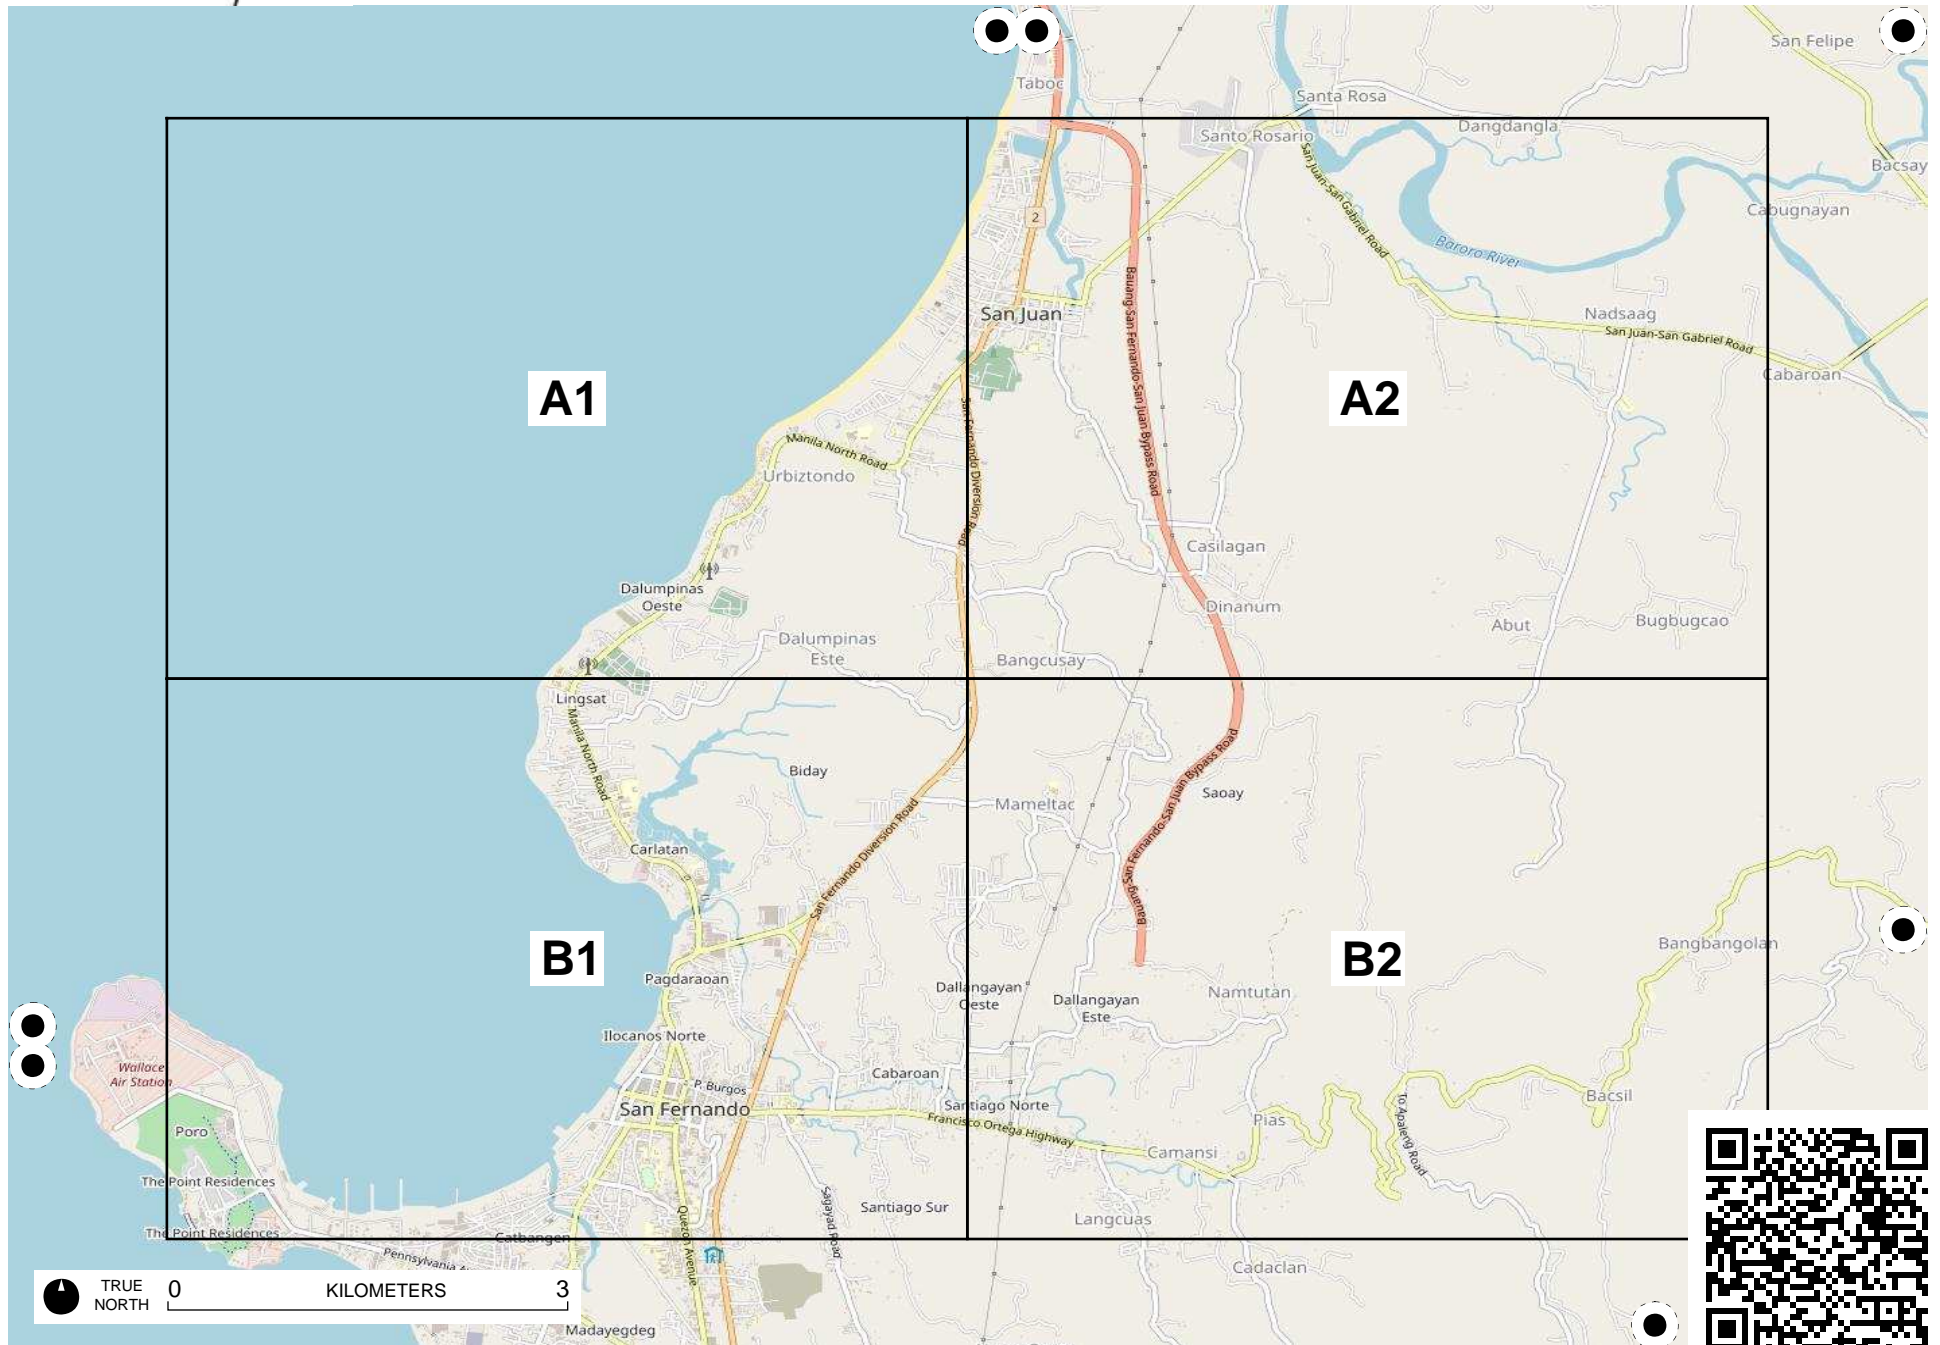 San Felipe
Taboc
Santa Rosa
Dangdangla
Santo Rosario
Bacsay
San Juan-San Gabriel Road
Cabugnayan
2
Baroro River
Bauang-San Fernando-San Juan Bypass Road
San Juan
Nadsaag
San Juan-San Gabriel Road
Cabaroan
A1
A2
San Fernando Diversion Road
Manila North Road
Urbiztondo
Casilagan
Dalumpinas
Oeste
Dinanum
Abut
Bugbugcao
Dalumpinas
Este
Bangcusay
Lingsat
Manila North Road
Biday
Bauang-San Fernando-San Juan Bypass Road
Saoay
Mameltac
San Fernando Diversion Road
Carlatan
B1
B2
Bangbangolan
Pagdaraoan
Dallangayan
Oeste
Dallangayan
Este
Namtutan
Ilocanos Norte
Wallace
Air Station
Cabaroan
P. Burgos
San Fernando
Santiago Norte
Bacsil
Francisco Ortega Highway
Pias
To Apaleng Road
Poro
Camansi
The Point Residences
Sagayad Road
Santiago Sur
Quezon Avenue
Langcuas
The Point Residences
Catbangen
Pennsylvania A
Cadaclan
TRUE
NORTH
0
KILOMETERS
3
Madayegdeg